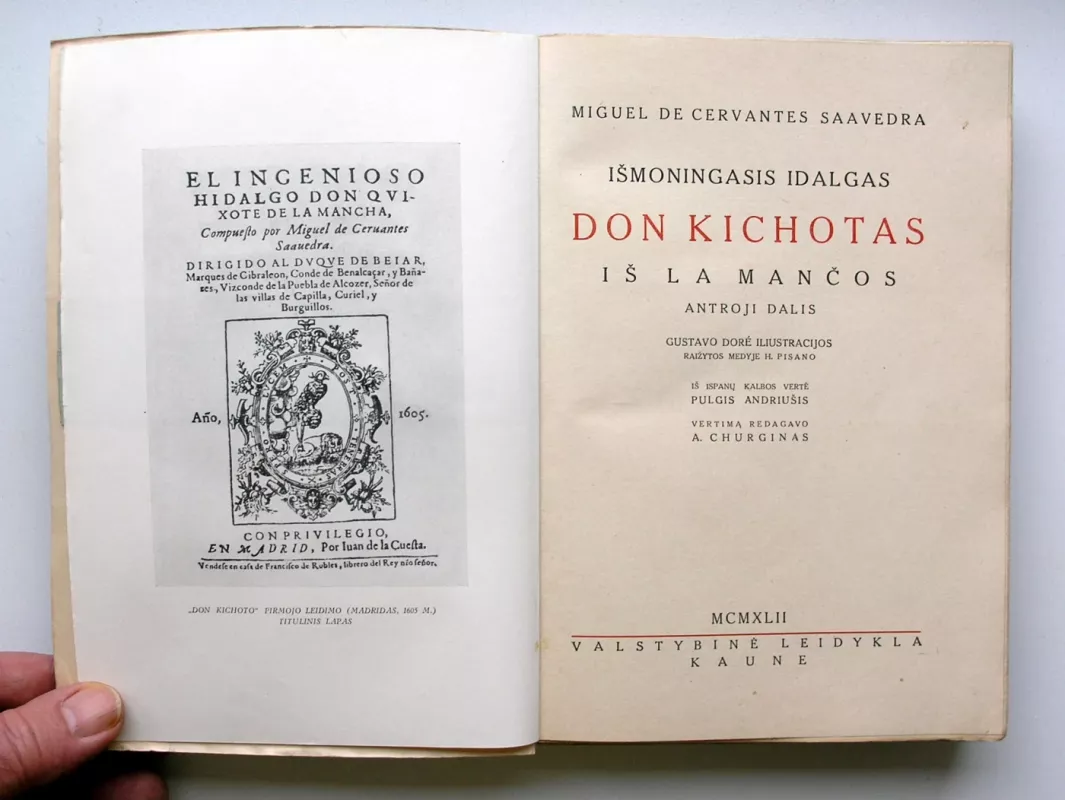 EL INGENIOSO
HIDALGO DON QVI-
XOTE DE LA MANCHA,
Compueſto por Miguel de Ceruantes
Saauedra.
DIRIGIDO AL DVQVE DE BEIAR,
Marques de Gibraleon, Conde de Benalcaçar, y Baña-
res, Vizconde de la Puebla de Alcozer, Señor de
las villas de Capilla, Curiel, y
Burguillos.
Año, 1605.
CON PRIVILEGIO,
EN MADRID, Por Iuan de la Cueſta.
Vendeſe en caſa de Franciſco de Robles, librero del Rey nr̃o ſeñor.
„DON KICHOTO“ PIRMOJO LEIDIMO (MADRIDAS, 1605 M.)
TITULINIS LAPAS
MIGUEL DE CERVANTES SAAVEDRA
IŠMONINGASIS IDALGAS
DON KICHOTAS
IŠ LA MANČOS
ANTROJI DALIS
GUSTAVO DORÉ ILIUSTRACIJOS
RAIŽYTOS MEDYJE H. PISANO
IŠ ISPANŲ KALBOS VERTĖ
PULGIS ANDRIUŠIS
VERTIMĄ REDAGAVO
A. CHURGINAS
MCMXLII
VALSTYBINĖ LEIDYKLA
KAUNE